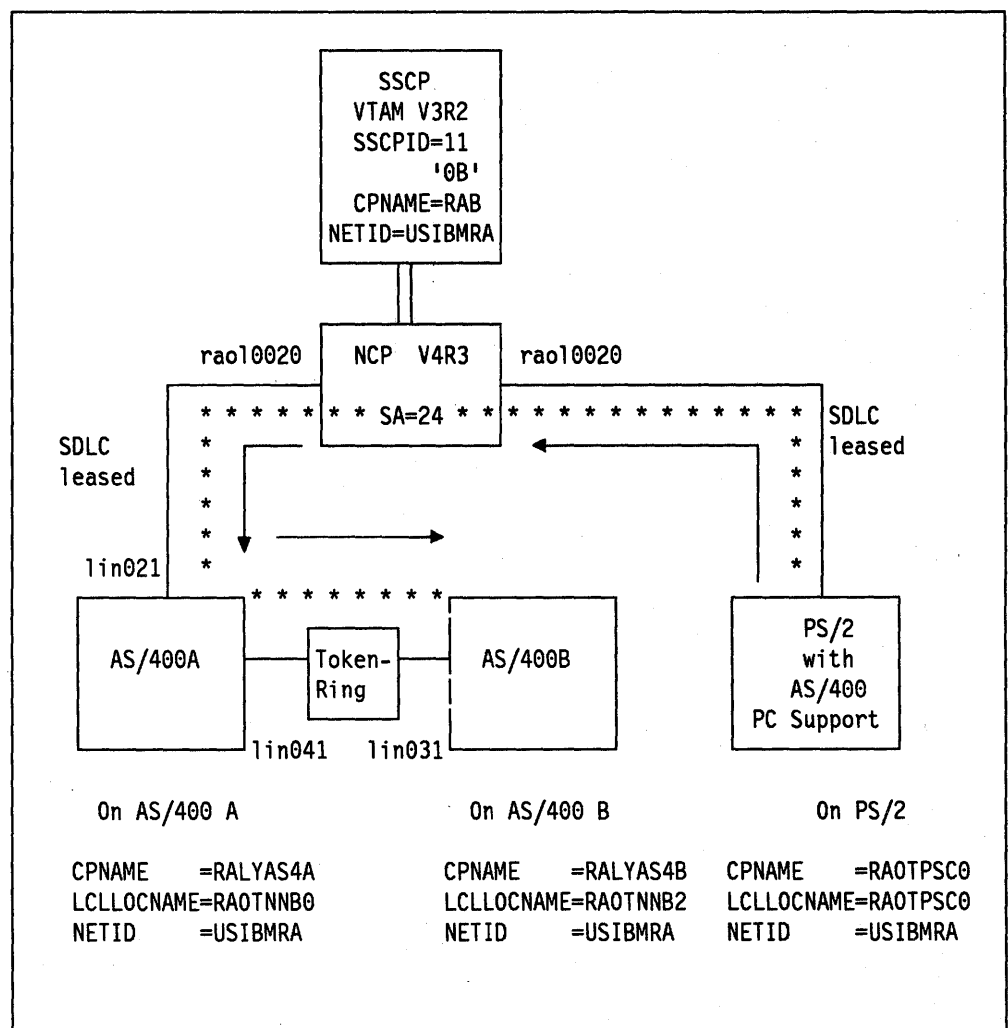 SSCP
VTAM V3R2
SSCPID=11
'0B'
CPNAME=RAB
NETID=USIBMRA
rao10020
NCP V4R3
rao10020
* * * * * * * SA=24 * * * * * * * * * * * * * *
SDLC
leased
SDLC
leased
lin021
* * * * * * * *
AS/400A
Token-
Ring
AS/400B
PS/2
with
AS/400
PC Support
lin041
lin031
On AS/400 A
On AS/400 B
On PS/2
CPNAME =RALYAS4A
LCLLOCNAME=RAOTNNB0
NETID =USIBMRA
CPNAME =RALYAS4B
LCLLOCNAME=RAOTNNB2
NETID =USIBMRA
CPNAME =RAOTPSC0
LCLLOCNAME=RAOTPSC0
NETID =USIBMRA